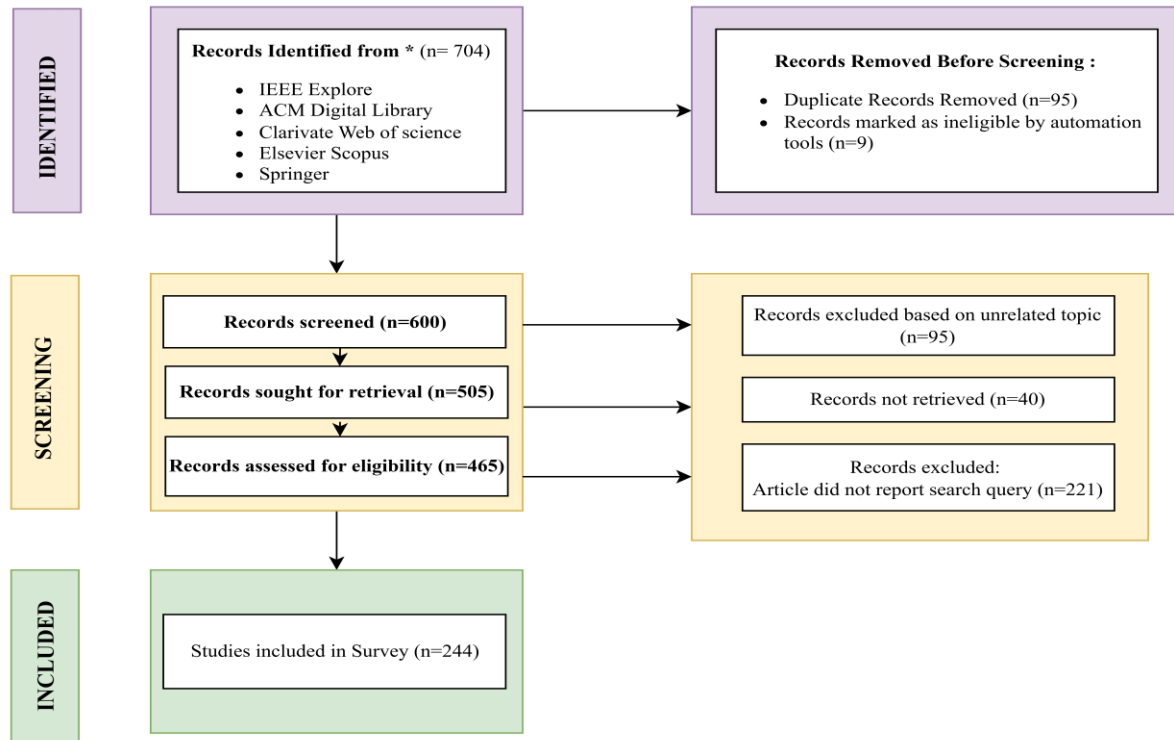 IDENTIFIED
Records Identified from * (n= 704)
• IEEE Explore
• ACM Digital Library
• Clarivate Web of science
• Elsevier Scopus
• Springer
Records Removed Before Screening :
• Duplicate Records Removed (n=95)
• Records marked as ineligible by automation
tools (n=9)
SCREENING
Records screened (n=600)
Records excluded based on unrelated topic
(n=95)
Records sought for retrieval (n=505)
Records not retrieved (n=40)
Records assessed for eligibility (n=465)
Records excluded:
Article did not report search query (n=221)
INCLUDED
Studies included in Survey (n=244)